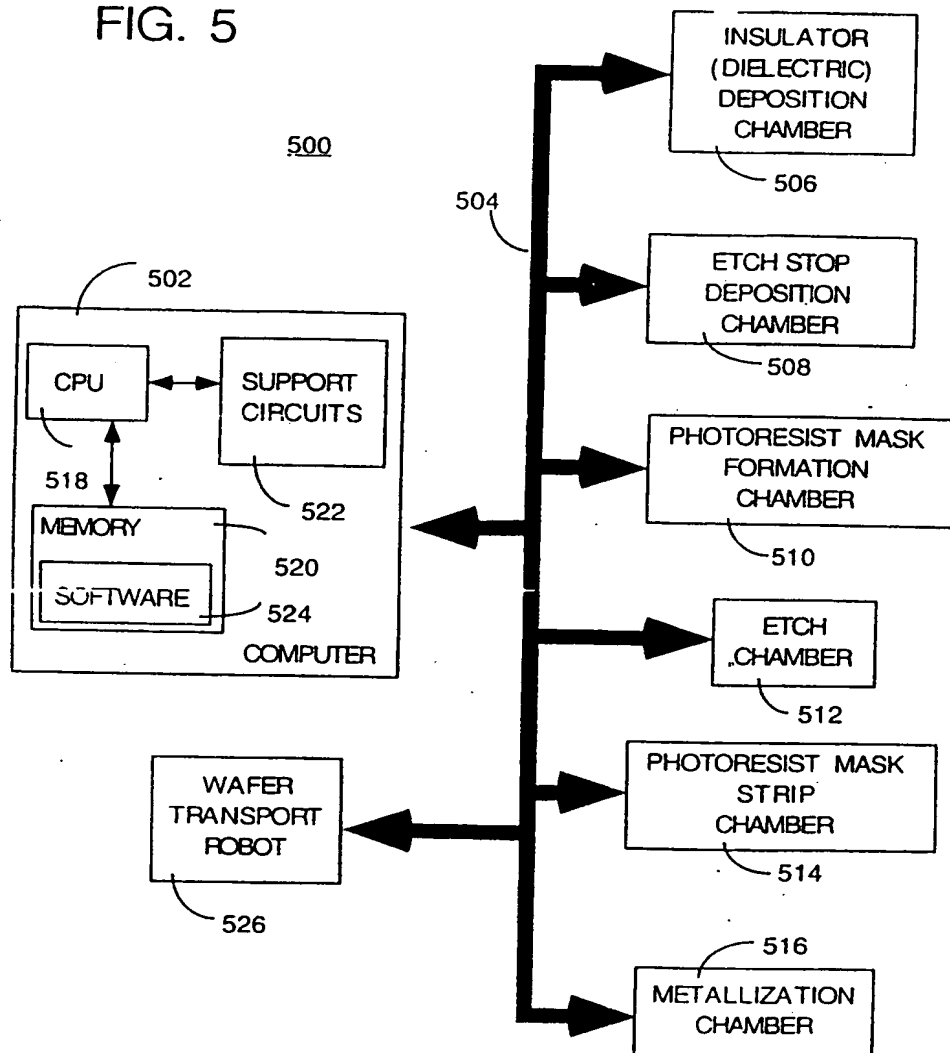 FIG. 5
500
504
INSULATOR
(DIELECTRIC)
DEPOSITION
CHAMBER
506
ETCH STOP
DEPOSITION
CHAMBER
508
PHOTORESIST MASK
FORMATION
CHAMBER
510
ETCH
CHAMBER
512
PHOTORESIST MASK
STRIP
CHAMBER
514
516
METALLIZATION
CHAMBER
502
CPU
518
SUPPORT
CIRCUITS
522
MEMORY
520
SOFTWARE
524
COMPUTER
WAFER
TRANSPORT
ROBOT
526